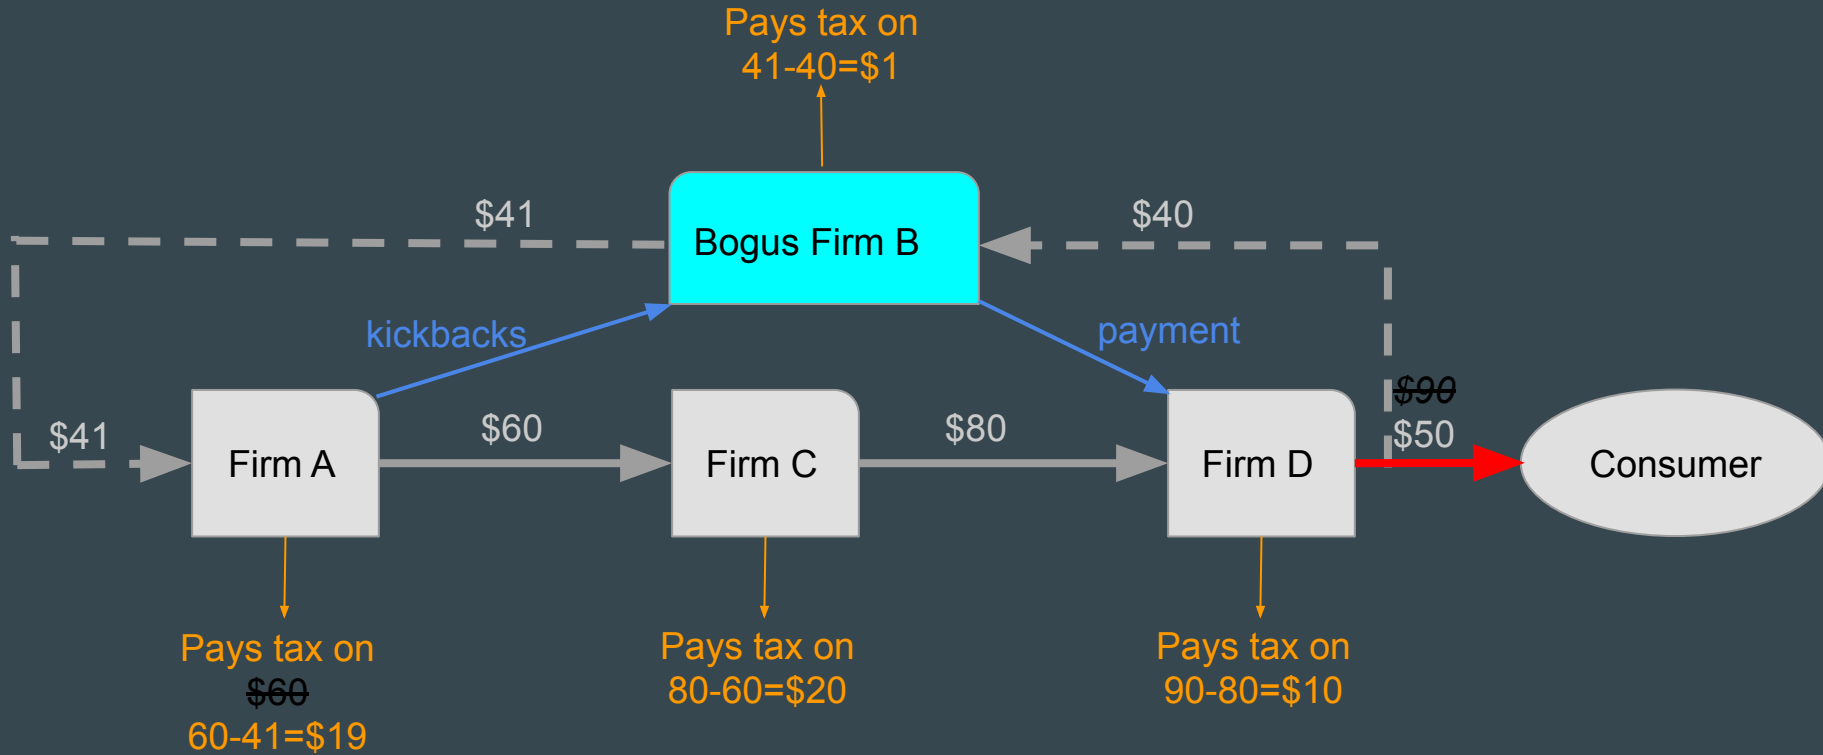 Pays tax on
41-40=$1
$41
Bogus Firm B
$40
kickbacks
payment
$90
$50
$41
Firm A
$60
Firm C
$80
Firm D
Consumer
Pays tax on
$60
60-41=$19
Pays tax on
80-60=$20
Pays tax on
90-80=$10